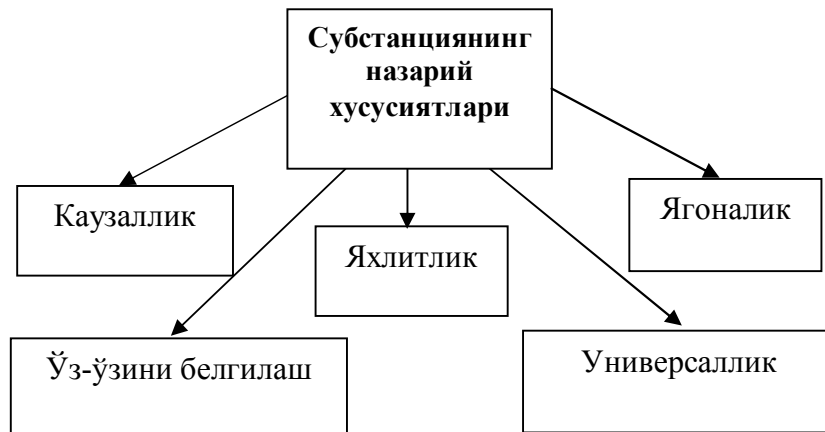 Субстанциянинг
назарий
хусусиятлари
Каузаллик
Яхлитлик
Ягоналик
Ўз-ўзини белгилаш
Универсаллик